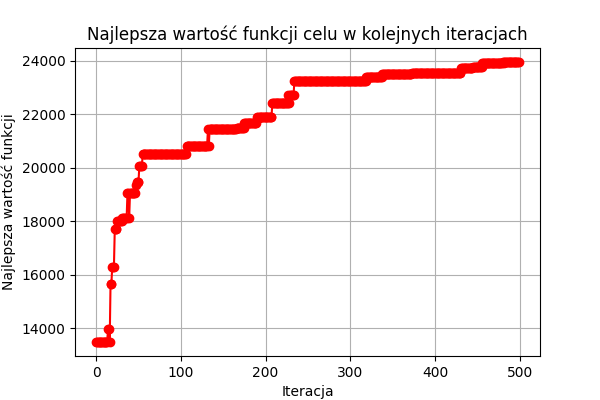 Najlepsza wartość funkcji celu w kolejnych iteracjach
Najlepsza wartość funkcji
24000
22000
20000
18000
16000
14000
0 100 200 300 400 500
Iteracja